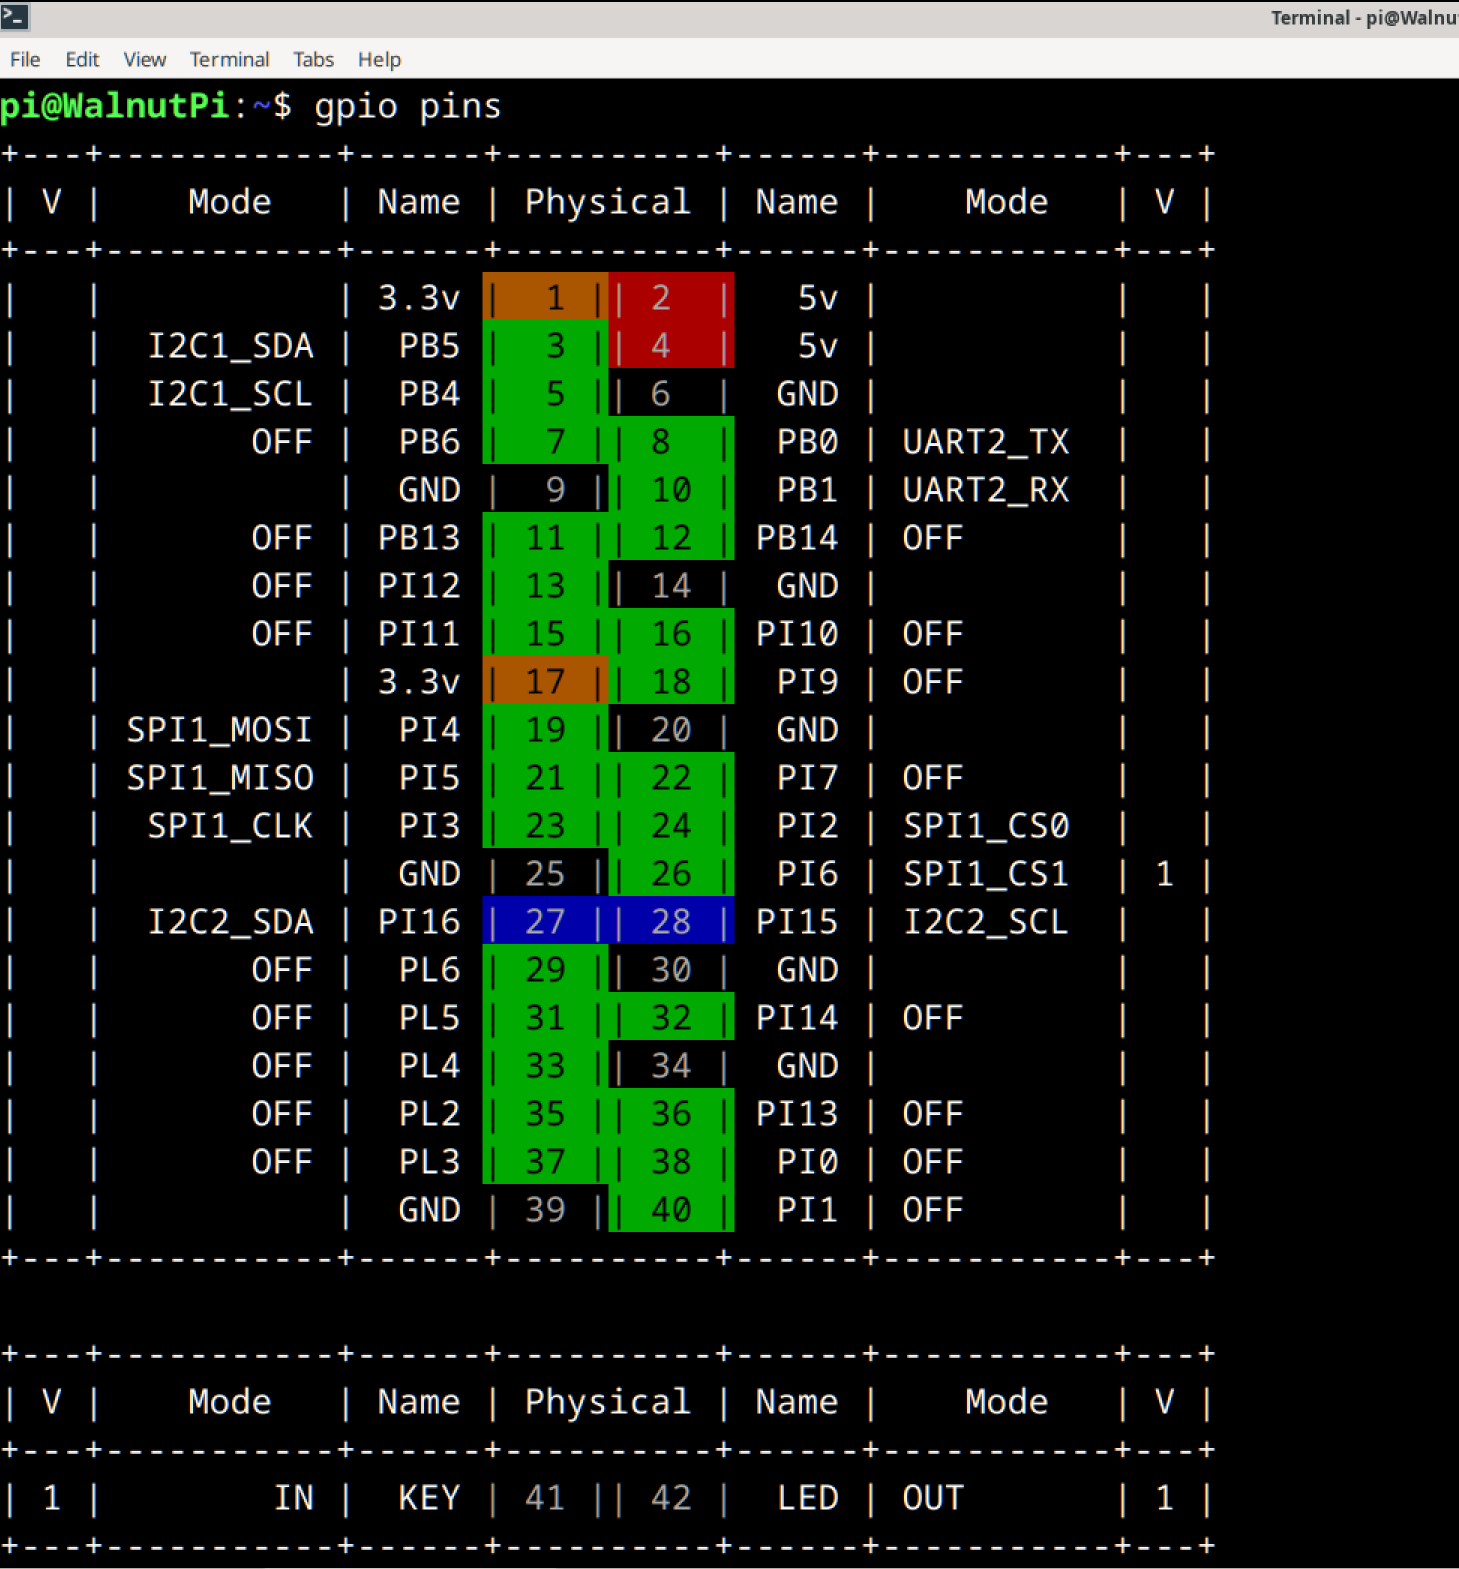 Terminal - pi@Walnu
File Edit View Terminal Tabs Help
pi@WalnutPi:~$ gpio pins
+---+-----------+------+----------+------+-----------+---+
| V |    Mode   | Name | Physical | Name |    Mode   | V |
+---+-----------+------+----------+------+-----------+---+
|   |           | 3.3v |  1 || 2  |   5v |           |   |
|   |  I2C1_SDA |  PB5 |  3 || 4  |   5v |           |   |
|   |  I2C1_SCL |  PB4 |  5 || 6  |  GND |           |   |
|   |       OFF |  PB6 |  7 || 8  |  PB0 | UART2_TX  |   |
|   |           |  GND |  9 || 10 |  PB1 | UART2_RX  |   |
|   |       OFF | PB13 | 11 || 12 | PB14 | OFF       |   |
|   |       OFF | PI12 | 13 || 14 |  GND |           |   |
|   |       OFF | PI11 | 15 || 16 | PI10 | OFF       |   |
|   |           | 3.3v | 17 || 18 |  PI9 | OFF       |   |
|   | SPI1_MOSI |  PI4 | 19 || 20 |  GND |           |   |
|   | SPI1_MISO |  PI5 | 21 || 22 |  PI7 | OFF       |   |
|   |  SPI1_CLK |  PI3 | 23 || 24 |  PI2 | SPI1_CS0  |   |
|   |           |  GND | 25 || 26 |  PI6 | SPI1_CS1  | 1 |
|   |  I2C2_SDA | PI16 | 27 || 28 | PI15 | I2C2_SCL  |   |
|   |       OFF |  PL6 | 29 || 30 |  GND |           |   |
|   |       OFF |  PL5 | 31 || 32 | PI14 | OFF       |   |
|   |       OFF |  PL4 | 33 || 34 |  GND |           |   |
|   |       OFF |  PL2 | 35 || 36 | PI13 | OFF       |   |
|   |       OFF |  PL3 | 37 || 38 |  PI0 | OFF       |   |
|   |           |  GND | 39 || 40 |  PI1 | OFF       |   |
+---+-----------+------+----------+------+-----------+---+
+---+-----------+------+----------+------+-----------+---+
| V |    Mode   | Name | Physical | Name |    Mode   | V |
+---+-----------+------+----------+------+-----------+---+
| 1 |        IN |  KEY | 41 || 42 |  LED | OUT       | 1 |
+---+-----------+------+----------+------+-----------+---+